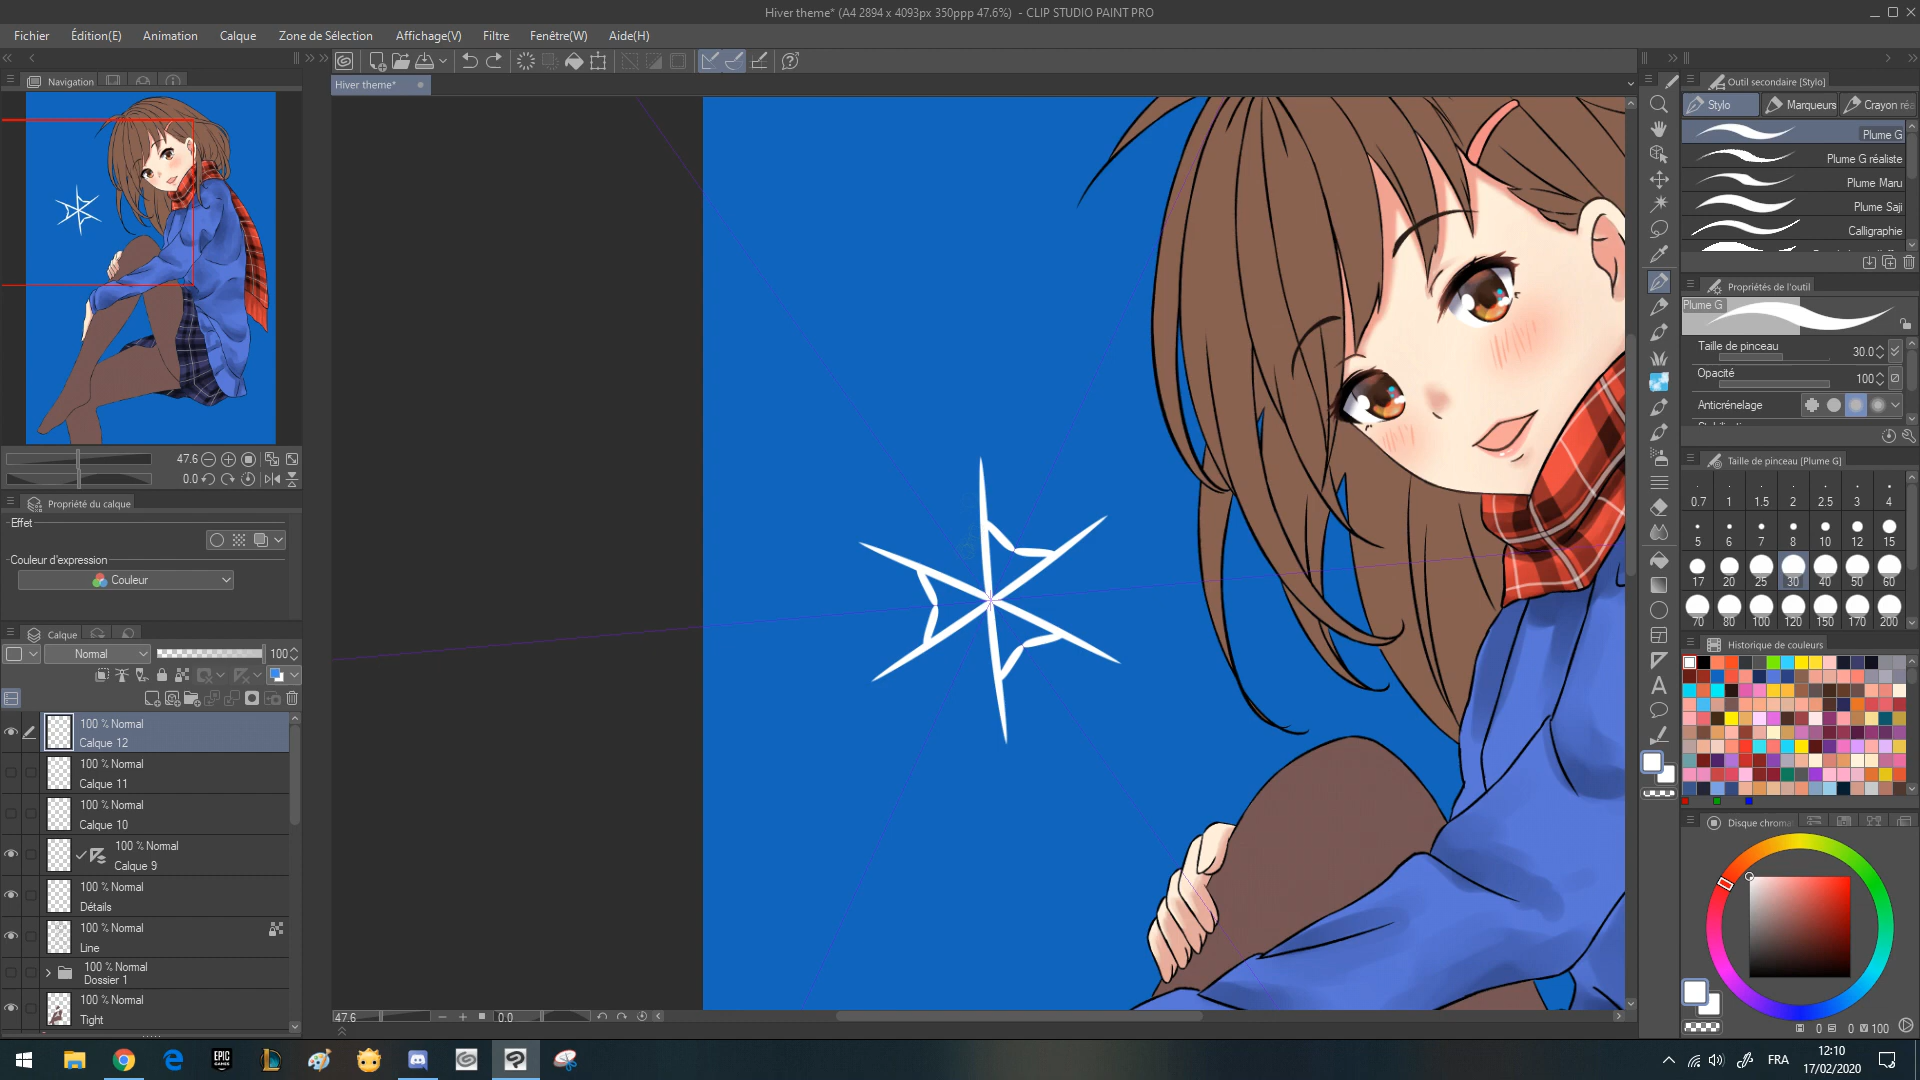 Hiver theme* (A4 2894 x 4093px 350ppp 47.6%) - CLIP STUDIO PAINT PRO
Fichier Édition(E) Animation Calque Zone de Sélection Affichage(V) Filtre Fenêtre(W) Aide(H)
Navigation
Hiver theme*
Outil secondaire [Stylo]
Stylo Marqueurs Crayon
Plume G
Plume G réaliste
Plume Maru
Plume Saji
Calligraphie
Propriétés de l'outil
Plume G
Taille de pinceau 30.0
Opacité 100
Anticrénelage
47.6
0.0
Propriété du calque
Effet
Couleur d'expression
Couleur
Taille de pinceau [Plume G]
0.7 1 1.5 2 2.5 3 4
5 6 7 8 10 12 15
17 20 25 30 40 50 60
70 80 100 120 150 170 200
Calque
Normal 100
Historique de couleurs
100 % Normal
Calque 12
100 % Normal
Calque 11
100 % Normal
Calque 10
100 % Normal
Calque 9
100 % Normal
Détails
100 % Normal
Line
100 % Normal
Dossier 1
100 % Normal
Tight
Disque chroma
47.6 0.0
0 0 100
EPIC GAMES
FRA
12:10
17/02/2020